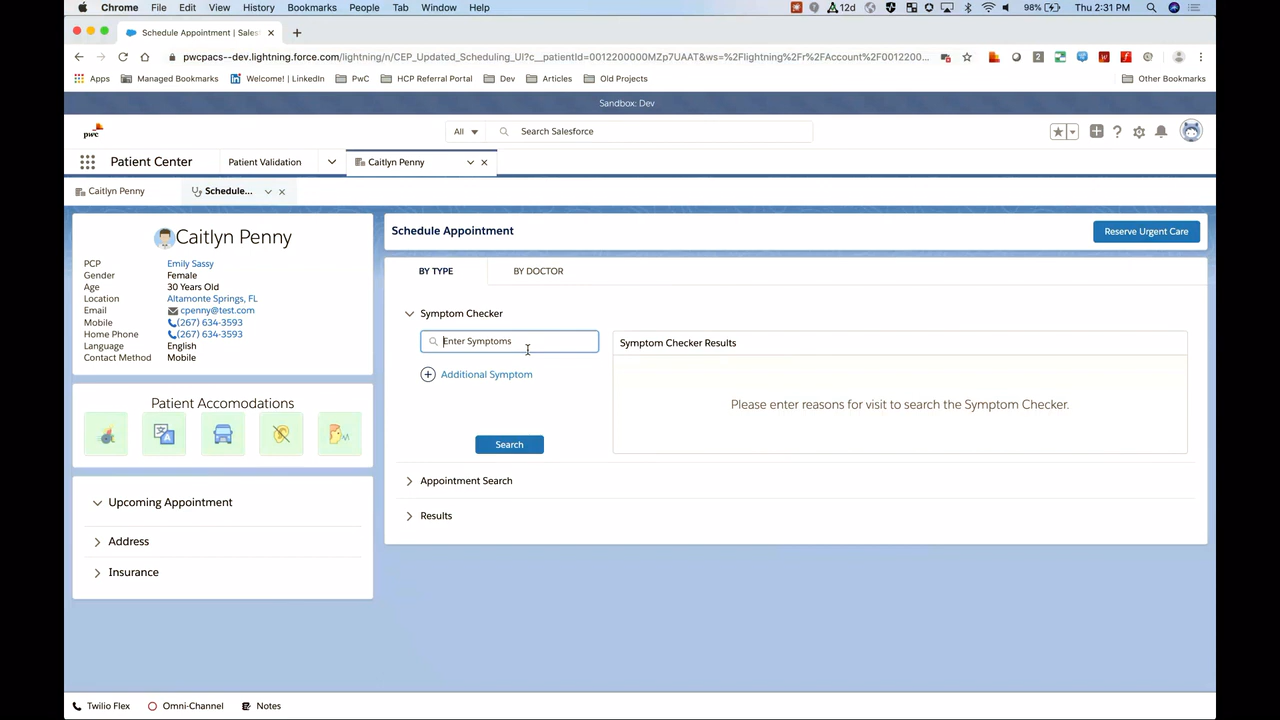 Chrome File Edit View History Bookmarks People Tab Window Help 12d 98% Thu 2:31 PM
Schedule Appointment | Sales
pwcpacs--dev.lightning.force.com/lightning/n/CEP_Updated_Scheduling_UI?c__patientId=0012200000MZp7UAAT&ws=%2Flightning%2Fr%2FAccount%2F0012200...
Apps Managed Bookmarks Welcome! | LinkedIn PwC HCP Referral Portal Dev Articles Old Projects Other Bookmarks
Sandbox: Dev
pwc All Search Salesforce
Patient Center Patient Validation Caitlyn Penny
Caitlyn Penny Schedule...
Caitlyn Penny
PCP Emily Sassy
Gender Female
Age 30 Years Old
Location Altamonte Springs, FL
Email cpenny@test.com
Mobile (267) 634-3593
Home Phone (267) 634-3593
Language English
Contact Method Mobile
Patient Accomodations
Upcoming Appointment
Address
Insurance
Schedule Appointment
Reserve Urgent Care
BY TYPE BY DOCTOR
Symptom Checker
Enter Symptoms
Additional Symptom
Search
Symptom Checker Results
Please enter reasons for visit to search the Symptom Checker.
Appointment Search
Results
Twilio Flex Omni-Channel Notes